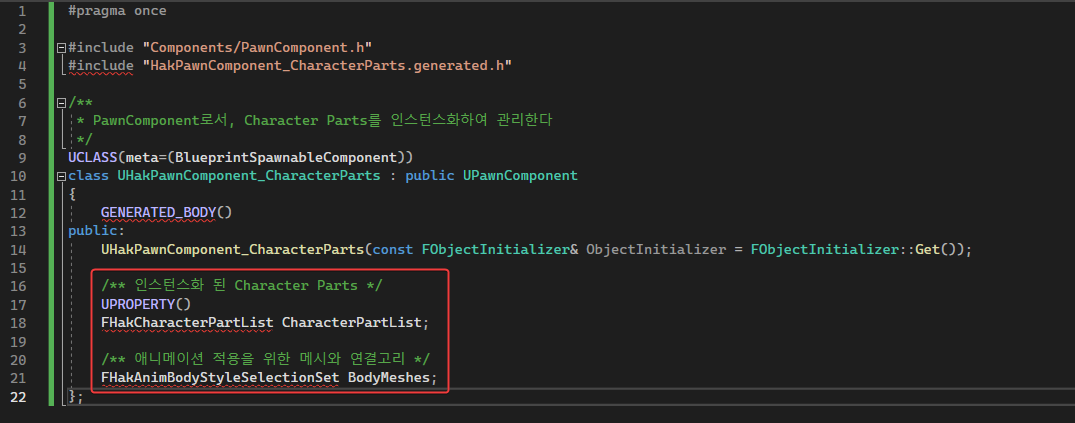 1 #pragma once
2
3 #include "Components/PawnComponent.h"
4 #include "HakPawnComponent_CharacterParts.generated.h"
5
6 /**
7 * PawnComponent로서, Character Parts를 인스턴스화하여 관리한다
8 */
9 UCLASS(meta=(BlueprintSpawnableComponent))
10 class UHakPawnComponent_CharacterParts : public UPawnComponent
11 {
12 GENERATED_BODY()
13 public:
14 UHakPawnComponent_CharacterParts(const FObjectInitializer& ObjectInitializer = FObjectInitializer::Get());
15
16 /** 인스턴스화 된 Character Parts */
17 UPROPERTY()
18 FHakCharacterPartList CharacterPartList;
19
20 /** 애니메이션 적용을 위한 메시와 연결고리 */
21 FHakAnimBodyStyleSelectionSet BodyMeshes;
22 };